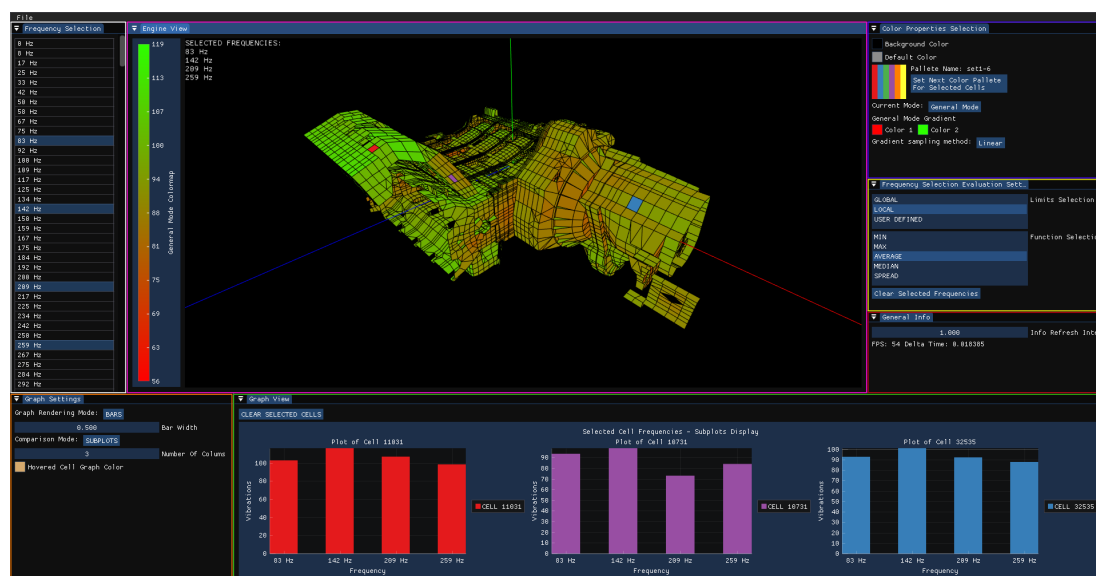 File
Frequency Selection
0 Hz
8 Hz
17 Hz
25 Hz
33 Hz
42 Hz
50 Hz
58 Hz
67 Hz
75 Hz
83 Hz
92 Hz
100 Hz
109 Hz
117 Hz
125 Hz
134 Hz
142 Hz
150 Hz
159 Hz
167 Hz
175 Hz
184 Hz
192 Hz
200 Hz
209 Hz
217 Hz
225 Hz
234 Hz
242 Hz
250 Hz
259 Hz
267 Hz
275 Hz
284 Hz
292 Hz
Engine View
119
113
107
100
94
88
81
75
69
63
56
General Mode Colormap
SELECTED FREQUENCIES:
83 Hz
142 Hz
209 Hz
259 Hz
Color Properties Selection
Background Color
Default Color
Pallete Name: set1-6
Set Next Color Pallete
For Selected Cells
Current Mode: General Mode
General Mode Gradient
Color 1 Color 2
Gradient sampling method: Linear
Frequency Selection Evaluation Sett..
GLOBAL
LOCAL
USER DEFINED
Limits Selection
MIN
MAX
AVERAGE
MEDIAN
SPREAD
Function Selectio
Clear Selected Frequencies
General Info
1.000 Info Refresh Inte
FPS: 54 Delta Time: 0.018385
Graph Settings
Graph Rendering Mode: BARS
0.500 Bar Width
Comparison Mode: SUBPLOTS
3 Number Of Colums
Hovered Cell Graph Color
Graph View
CLEAR SELECTED CELLS
Selected Cell Frequencies - Subplots Display
Plot of Cell 11031
100
80
60
40
20
0
Vibrations
83 Hz 142 Hz 209 Hz 259 Hz
Frequency
CELL 11031
Plot of Cell 10731
90
80
70
60
50
40
30
20
10
0
Vibrations
83 Hz 142 Hz 209 Hz 259 Hz
Frequency
CELL 10731
Plot of Cell 32535
100
90
80
70
60
50
40
30
20
10
0
Vibrations
83 Hz 142 Hz 209 Hz 259 Hz
Frequency
CELL 32535